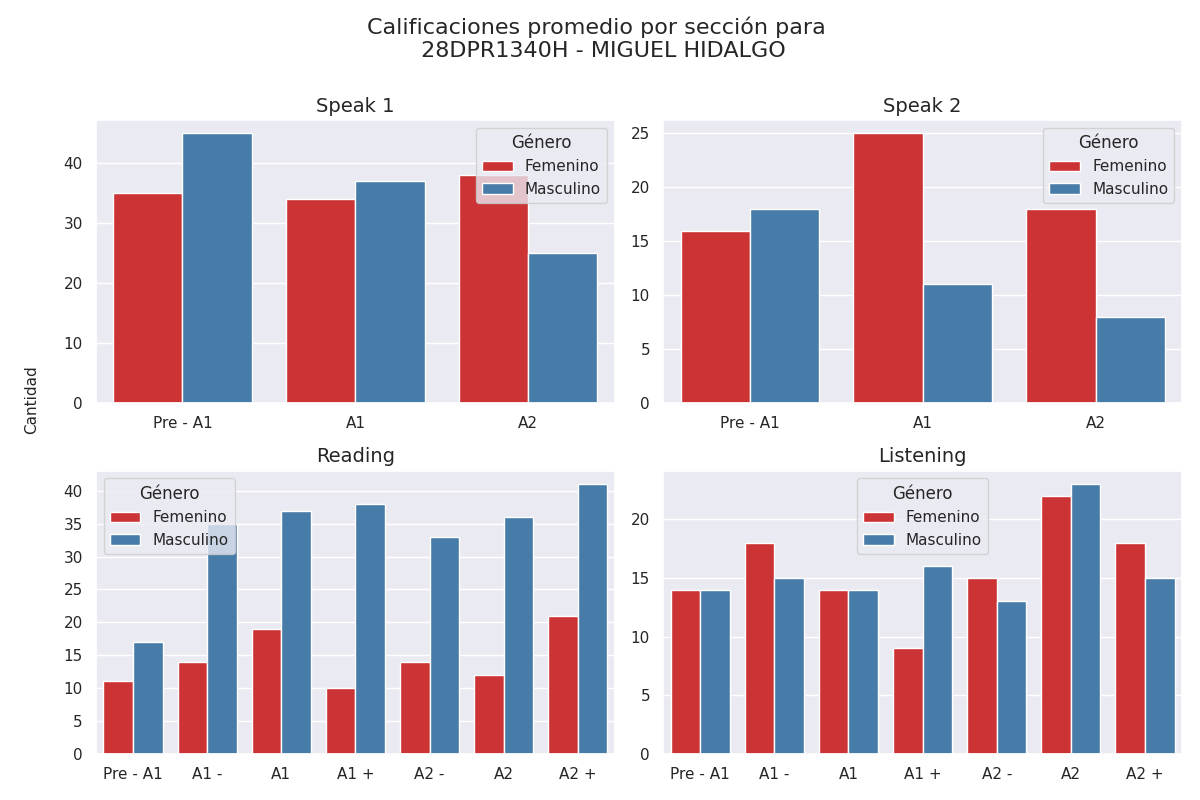 Calificaciones promedio por sección para
28DPR1340H - MIGUEL HIDALGO
Cantidad
Speak 1
Género
Femenino
Masculino
40
30
20
10
0
Pre - A1 A1 A2
Speak 2
Género
Femenino
Masculino
25
20
15
10
5
0
Pre - A1 A1 A2
Reading
Género
Femenino
Masculino
40
35
30
25
20
15
10
5
0
Pre - A1 A1 - A1 A1 + A2 - A2 A2 +
Listening
Género
Femenino
Masculino
20
15
10
5
0
Pre - A1 A1 - A1 A1 + A2 - A2 A2 +